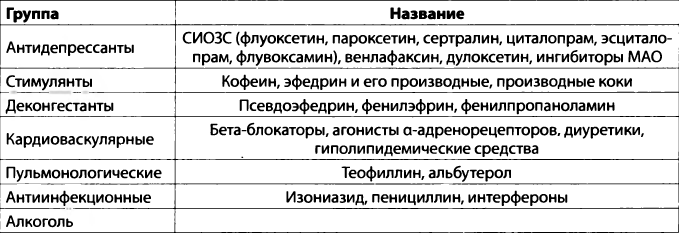 Группа Название
Антидепрессанты СИОЗС (флуоксетин, пароксетин, сертралин, циталопрам, эсцитало-
прам, флувоксамин), венлафаксин, дулоксетин, ингибиторы МАО
Стимулянты Кофеин, эфедрин и его производные, производные коки
Деконгестанты Псевдоэфедрин, фенилэфрин, фенилпропаноламин
Кардиоваскулярные Бета-блокаторы, агонисты α-адренорецепторов, диуретики,
гиполипидемические средства
Пульмонологические Теофиллин, альбутерол
Антиинфекционные Изониазид, пенициллин, интерфероны
Алкоголь